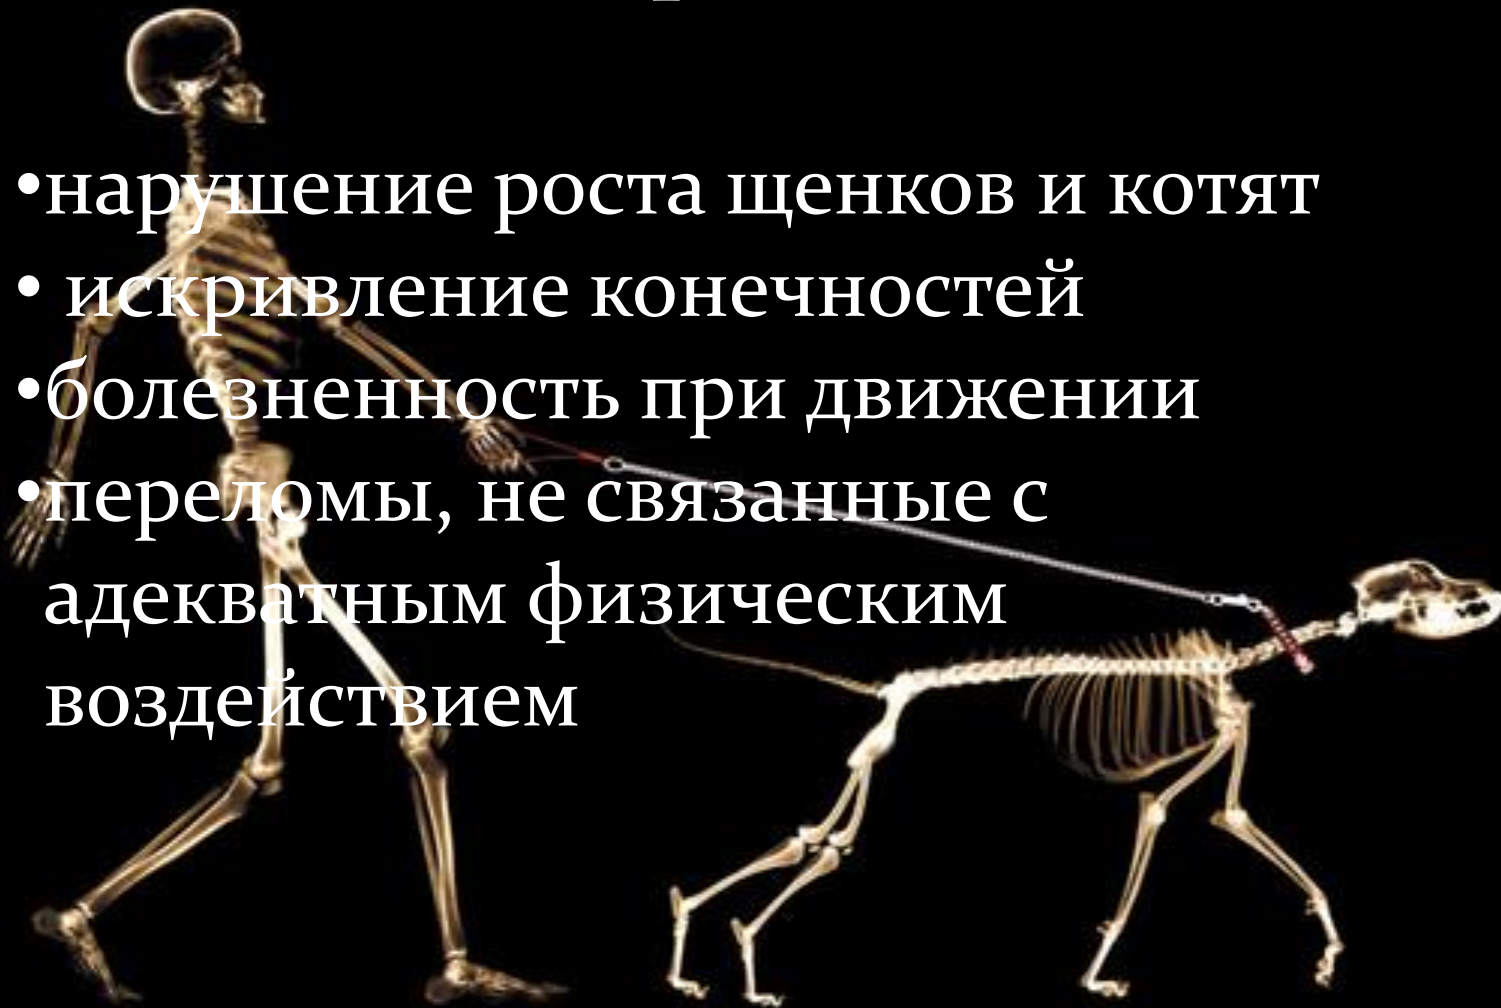 •нарушение роста щенков и котят
• искривление конечностей
•болезненность при движении
•переломы, не связанные с
адекватным физическим
воздействием